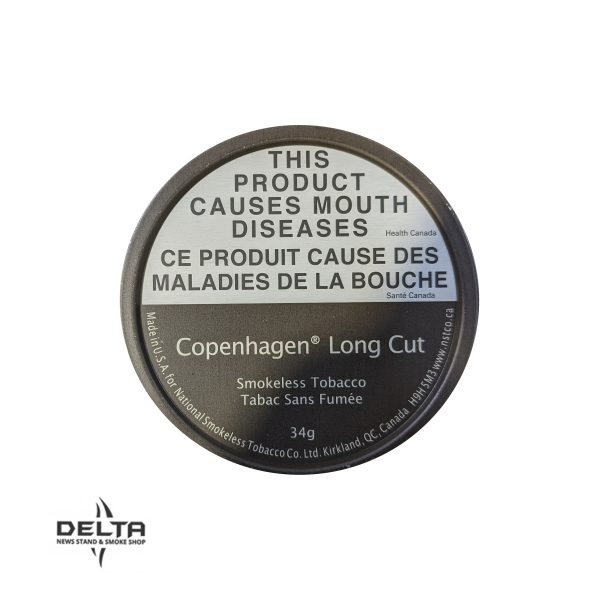 THIS
PRODUCT
CAUSES MOUTH
DISEASES
Health Canada
CE PRODUIT CAUSE DES
MALADIES DE LA BOUCHE
Santé Canada
Copenhagen® Long Cut
Smokeless Tobacco
Tabac Sans Fumée
34g
Made in U.S.A. for National Smokeless Tobacco Co. Ltd. Kirkland, QC, Canada H9H 5M3 www.nstco.ca
DELTA
NEWS STAND & SMOKE SHOP